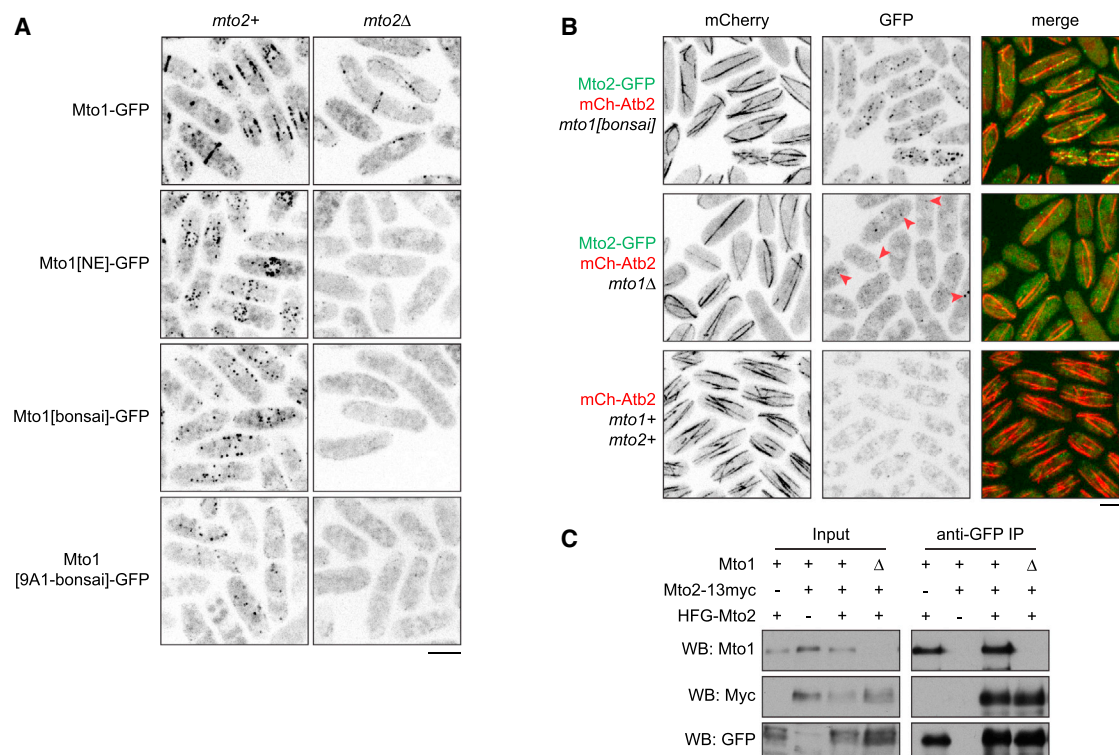 A
mto2+ mto2Δ
Mto1-GFP
Mto1[NE]-GFP
Mto1[bonsai]-GFP
Mto1
[9A1-bonsai]-GFP
B
mCherry GFP merge
Mto2-GFP
mCh-Atb2
mto1[bonsai]
Mto2-GFP
mCh-Atb2
mto1Δ
mCh-Atb2
mto1+
mto2+
C
Input anti-GFP IP
Mto1 + + + Δ + + + Δ
Mto2-13myc - + + + - + + +
HFG-Mto2 + - + + + - + +
WB: Mto1
WB: Myc
WB: GFP